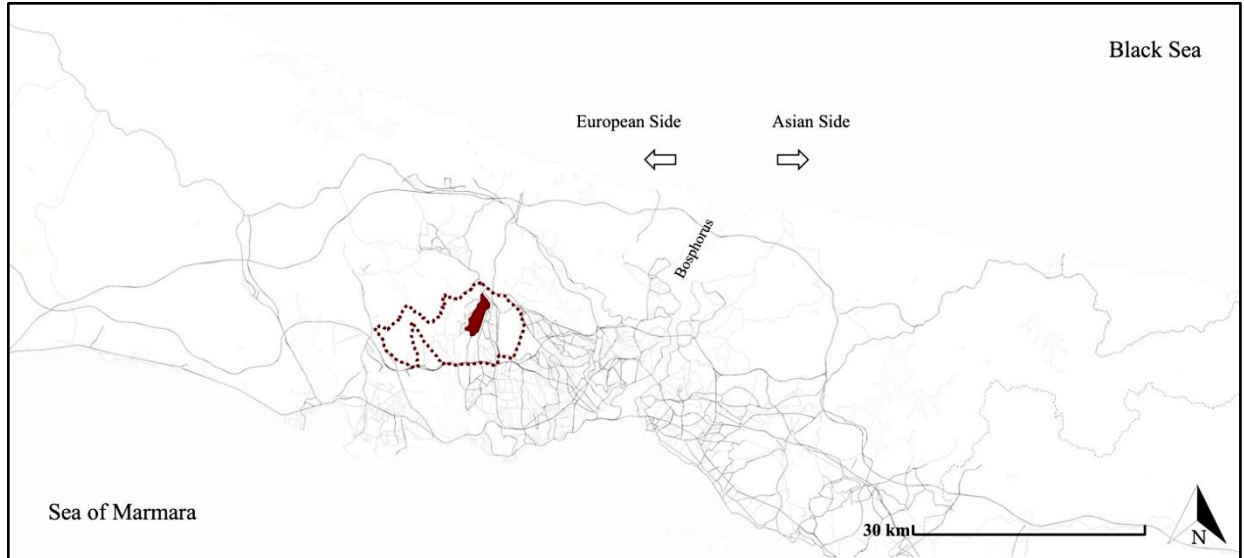 Black Sea
European Side
Asian Side
Bosphorus
Sea of Marmara
30 km
N